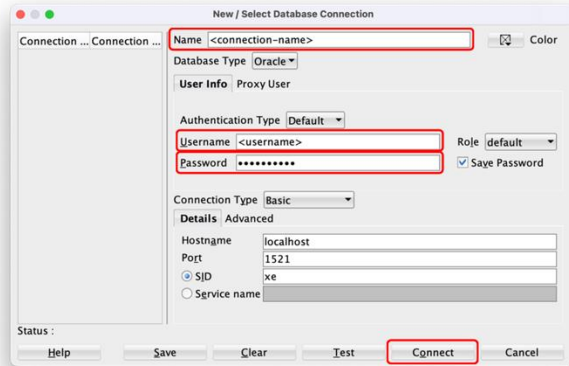 New / Select Database Connection
Connection ... Connection ...
Name <connection-name> Color
Database Type Oracle
User Info Proxy User
Authentication Type Default
Username <username> Role default
Password •••••••••• Save Password
Connection Type Basic
Details Advanced
Hostname localhost
Port 1521
SID xe
Service name
Status :
Help Save Clear Test Connect Cancel